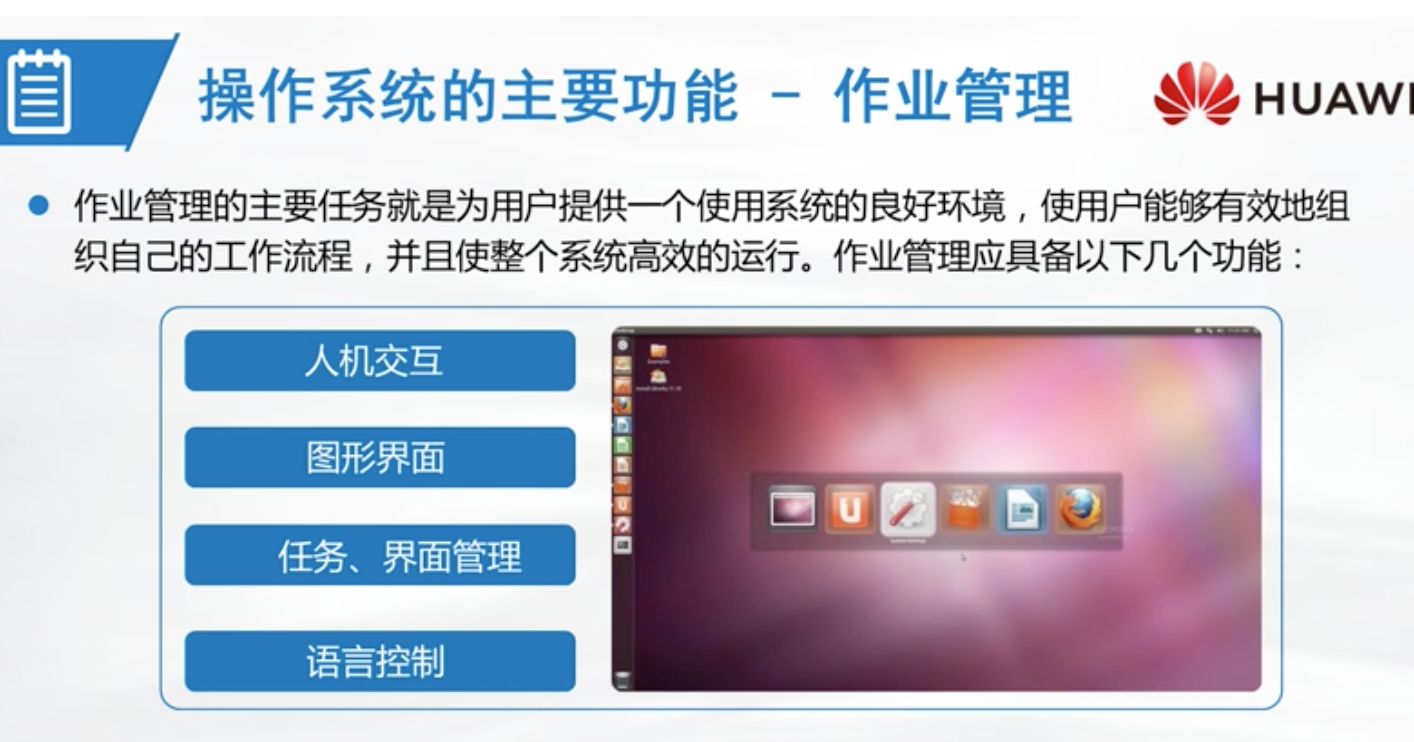 操作系统的主要功能 - 作业管理
HUAWE
作业管理的主要任务就是为用户提供一个使用系统的良好环境，使用户能够有效地组
织自己的工作流程，并且使整个系统高效的运行。作业管理应具备以下几个功能：
人机交互
图形界面
任务、界面管理
语言控制